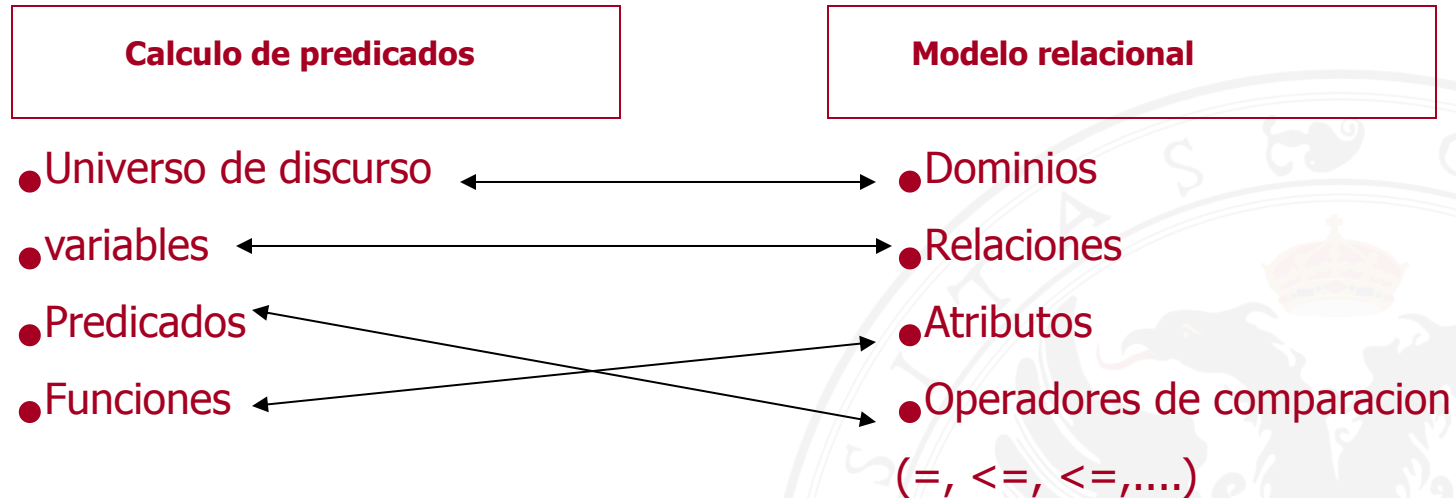 Calculo de predicados
Modelo relacional
●Universo de discurso
●Dominios
●variables
●Relaciones
●Predicados
●Atributos
●Funciones
●Operadores de comparacion
(=, <=, <=,....)